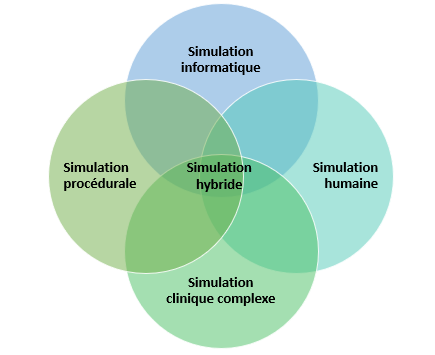 Simulation
informatique
Simulation
procédurale
Simulation
hybride
Simulation
humaine
Simulation
clinique complexe